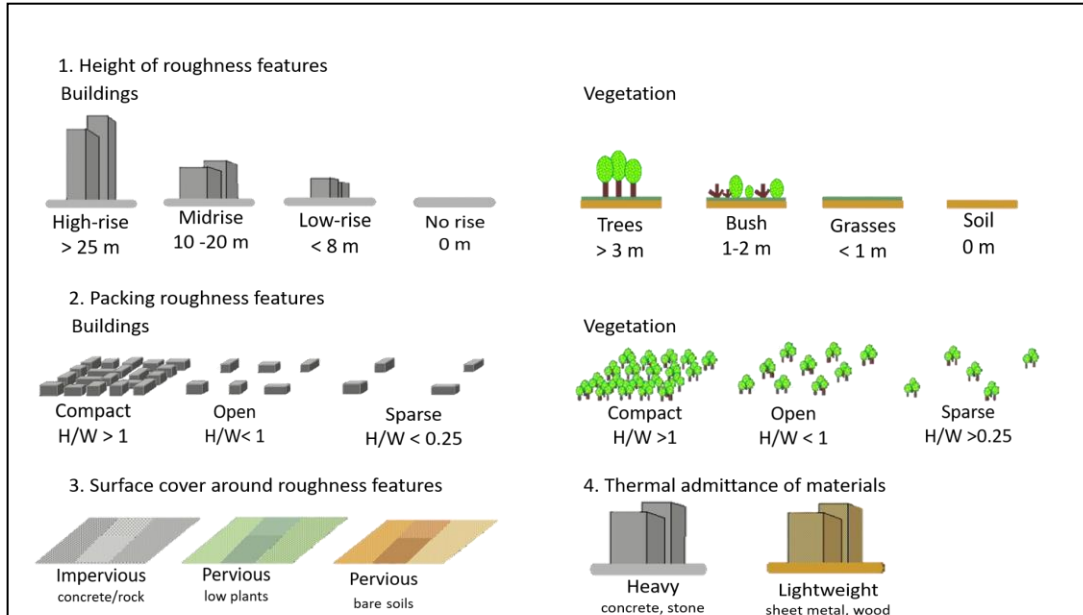 1. Height of roughness features
Buildings
Vegetation
High-rise
> 25 m
Midrise
10 -20 m
Low-rise
< 8 m
No rise
0 m
Trees
> 3 m
Bush
1-2 m
Grasses
< 1 m
Soil
0 m
2. Packing roughness features
Buildings
Vegetation
Compact
H/W > 1
Open
H/W< 1
Sparse
H/W < 0.25
Compact
H/W >1
Open
H/W < 1
Sparse
H/W >0.25
3. Surface cover around roughness features
Impervious
concrete/rock
Pervious
low plants
Pervious
bare soils
4. Thermal admittance of materials
Heavy
concrete, stone
Lightweight
sheet metal, wood